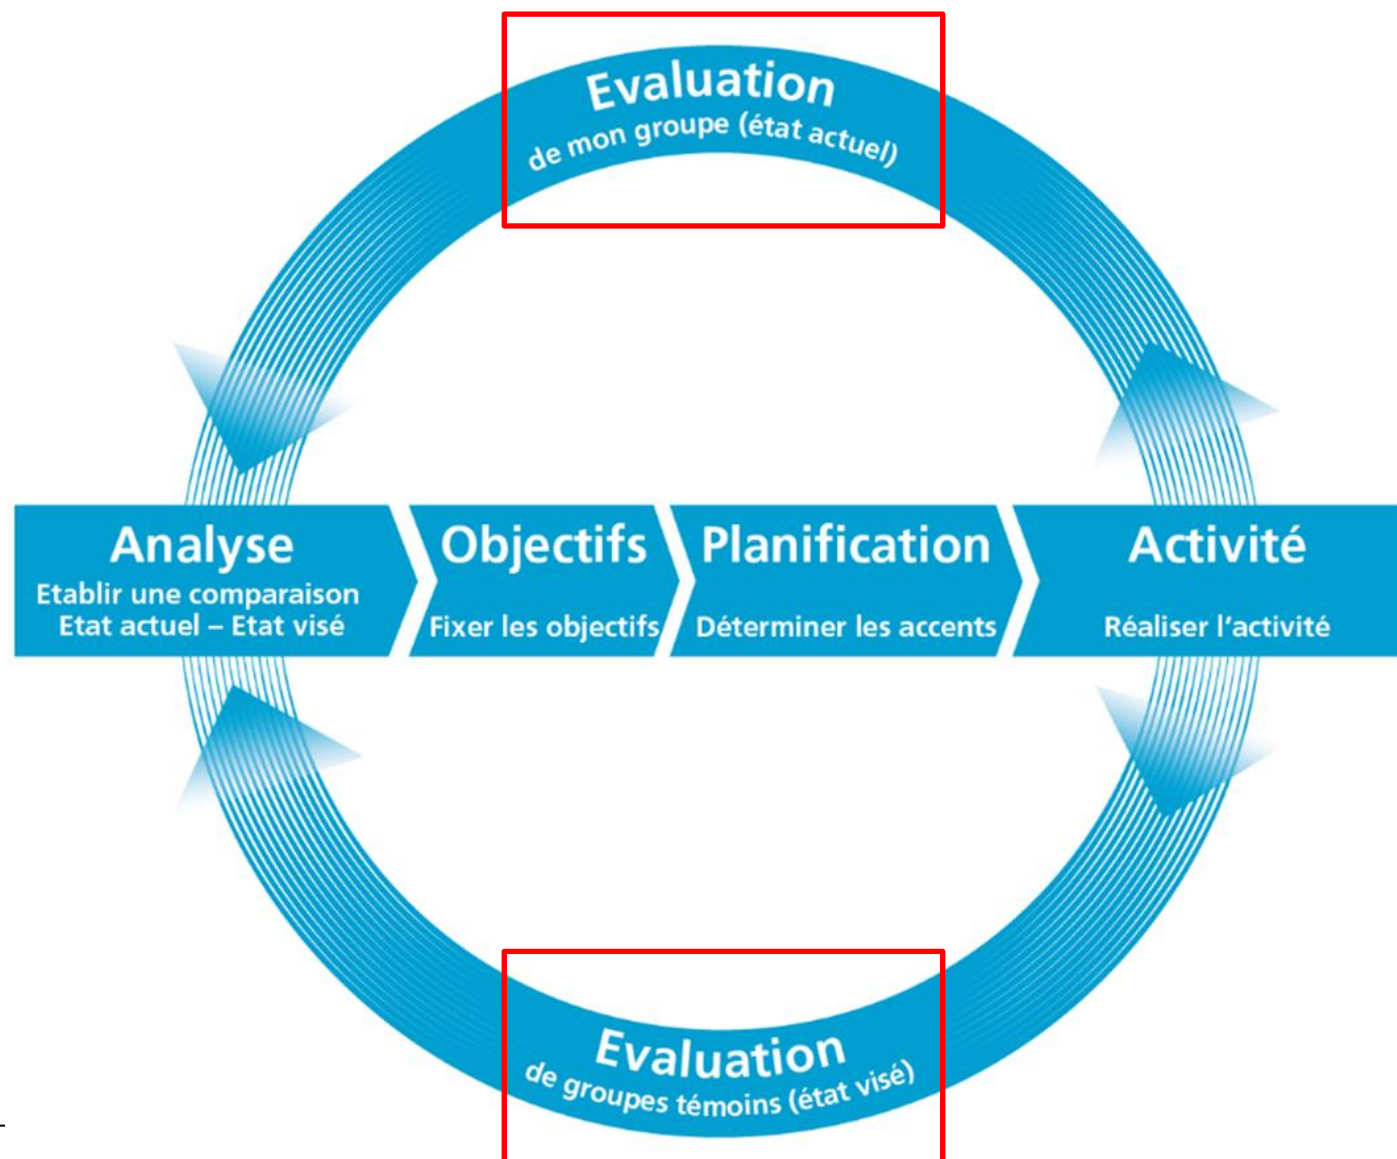 Evaluation
de mon groupe (état actuel)
Analyse
Etablir une comparaison
Etat actuel – Etat visé
Objectifs
Fixer les objectifs
Planification
Déterminer les accents
Activité
Réaliser l'activité
Evaluation
de groupes témoins (état visé)